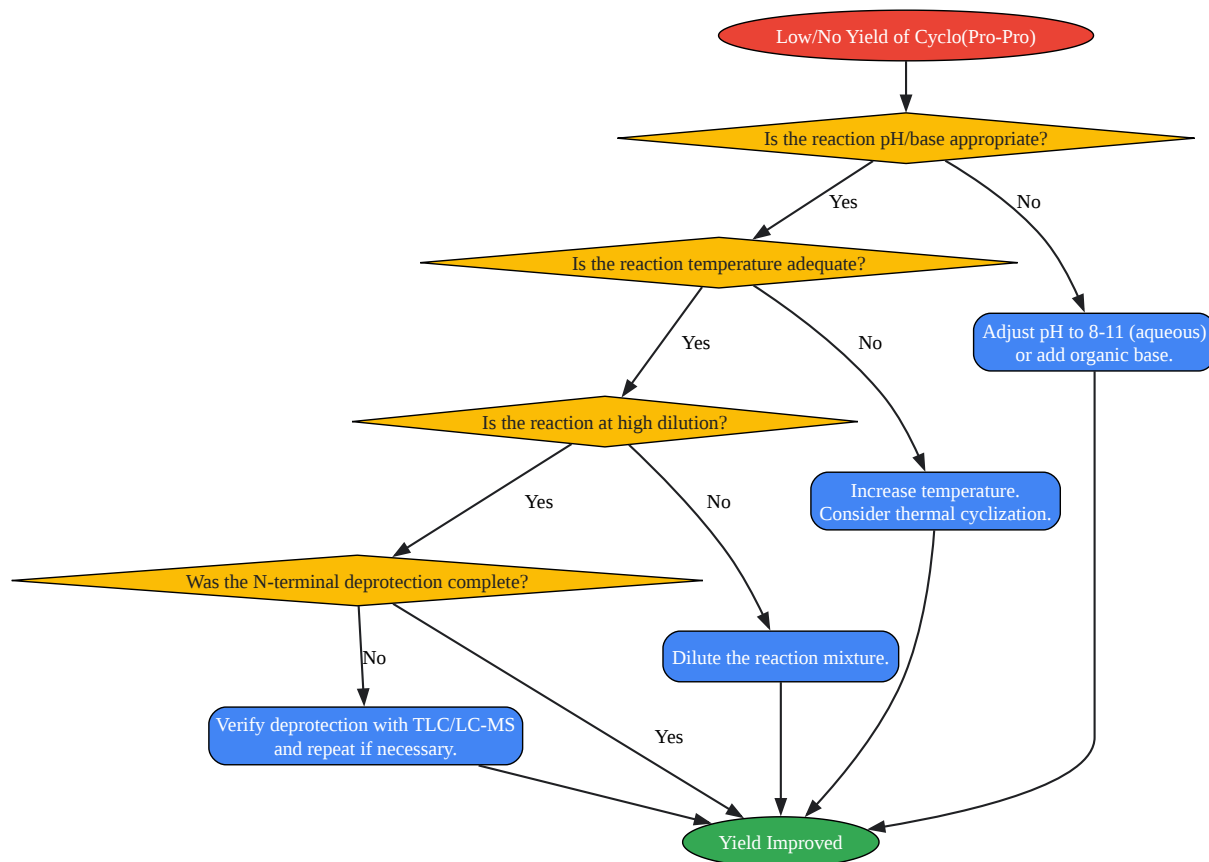 Low/No Yield of Cyclo(Pro-Pro)
Is the reaction pH/base appropriate?
Yes
No
Is the reaction temperature adequate?
Adjust pH to 8-11 (aqueous)
or add organic base.
Yes
No
Is the reaction at high dilution?
Increase temperature.
Consider thermal cyclization.
Yes
No
Was the N-terminal deprotection complete?
Dilute the reaction mixture.
No
Verify deprotection with TLC/LC-MS
and repeat if necessary.
Yes
Yield Improved